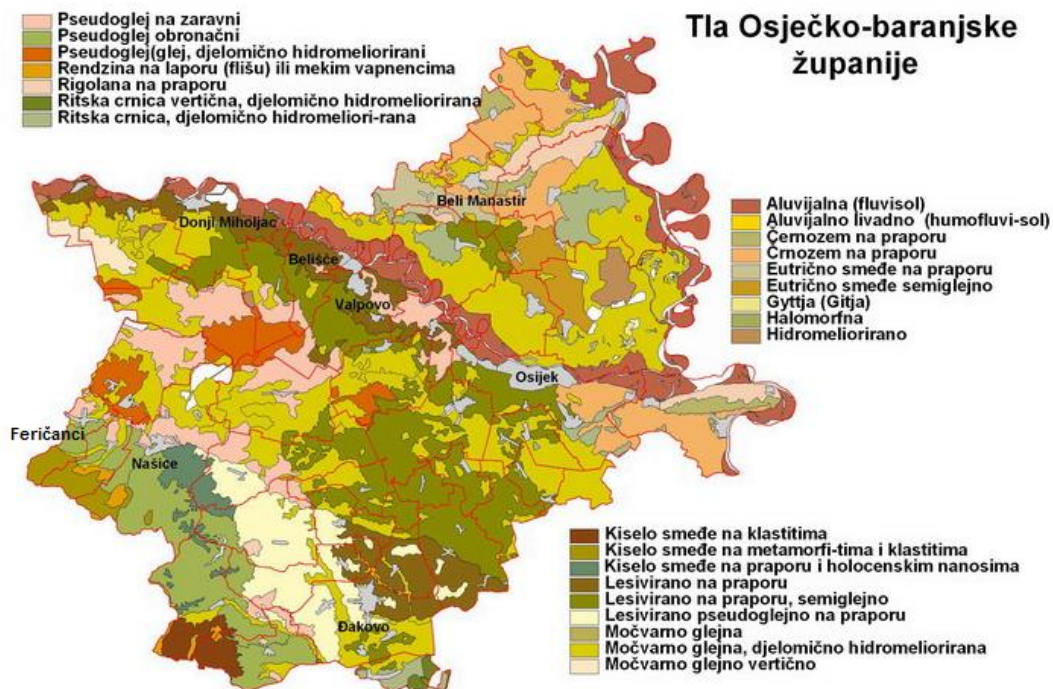 Tla Osječko-baranjske
županije
Pseudoglej na zaravni
Pseudoglej obronačni
Pseudoglej(glej, djelomično hidromeliorirani
Rendzina na laporu (flišu) ili mekim vapnencima
Rigolana na praporu
Ritska crnica vertična, djelomično hidromeliorirana
Ritska crnica, djelomično hidromeliori-rana
Beli Manastir
Donji Miholjac
Belišće
Valpovo
Osijek
Feričanci
Našice
Đakovo
Aluvijalna (fluvisol)
Aluvijalno livadno (humofluvi-sol)
Černozem na praporu
Črnozem na praporu
Eutrično smeđe na praporu
Eutrično smeđe semiglejno
Gyttja (Gitja)
Halomorfna
Hidromeliorirano
Kiselo smeđe na klastitima
Kiselo smeđe na metamorfi-tima i klastitima
Kiselo smeđe na praporu i holocenskim nanosima
Lesivirano na praporu
Lesivirano na praporu, semiglejno
Lesivirano pseudoglejno na praporu
Močvarno glejna
Močvarno glejna, djelomično hidromeliorirana
Močvarno glejno vertično